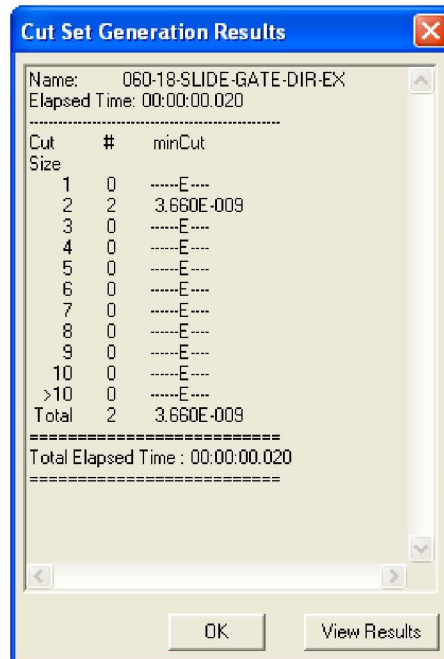 Cut Set Generation Results
Name: 060-18-SLIDE-GATE-DIR-EX
Elapsed Time: 00:00:00.020
--------------------------------------------------
Cut # minCut
Size
1 0 -----E----
2 2 3.660E-009
3 0 -----E----
4 0 -----E----
5 0 -----E----
6 0 -----E----
7 0 -----E----
8 0 -----E----
9 0 -----E----
10 0 -----E----
>10 0 -----E----
Total 2 3.660E-009
===========================
Total Elapsed Time : 00:00:00.020
===========================
OK View Results